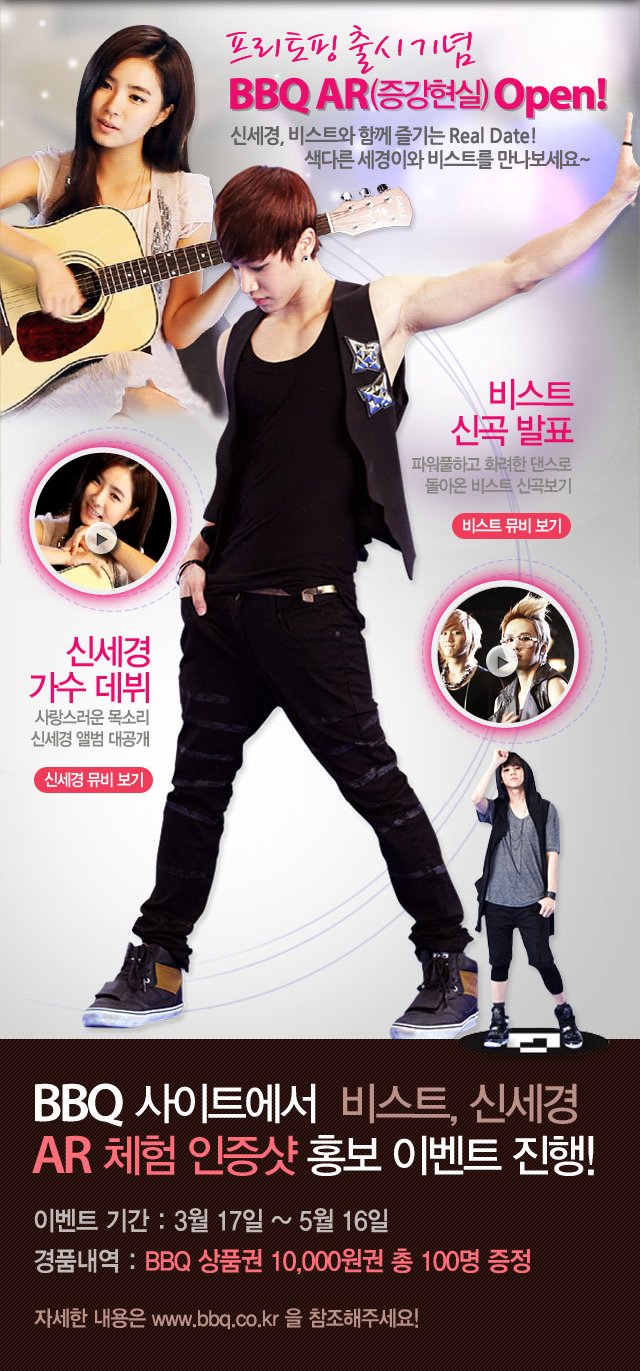 프리토핑 출시 기념
BBQ AR(증강현실) Open!
신세경, 비스트와 함께 즐기는 Real Date!
색다른 세경이와 비스트를 만나보세요~
비스트
신곡 발표
파워풀하고 화려한 댄스로
돌아온 비스트 신곡보기
비스트 뮤비 보기
신세경
가수 데뷔
사랑스러운 목소리
신세경 앨범 대공개
신세경 뮤비 보기
BBQ 사이트에서 비스트, 신세경
AR 체험 인증샷 홍보 이벤트 진행!
이벤트 기간 : 3월 17일 ~ 5월 16일
경품내역 : BBQ 상품권 10,000원권 총 100명 증정
자세한 내용은 www.bbq.co.kr 을 참조해주세요!